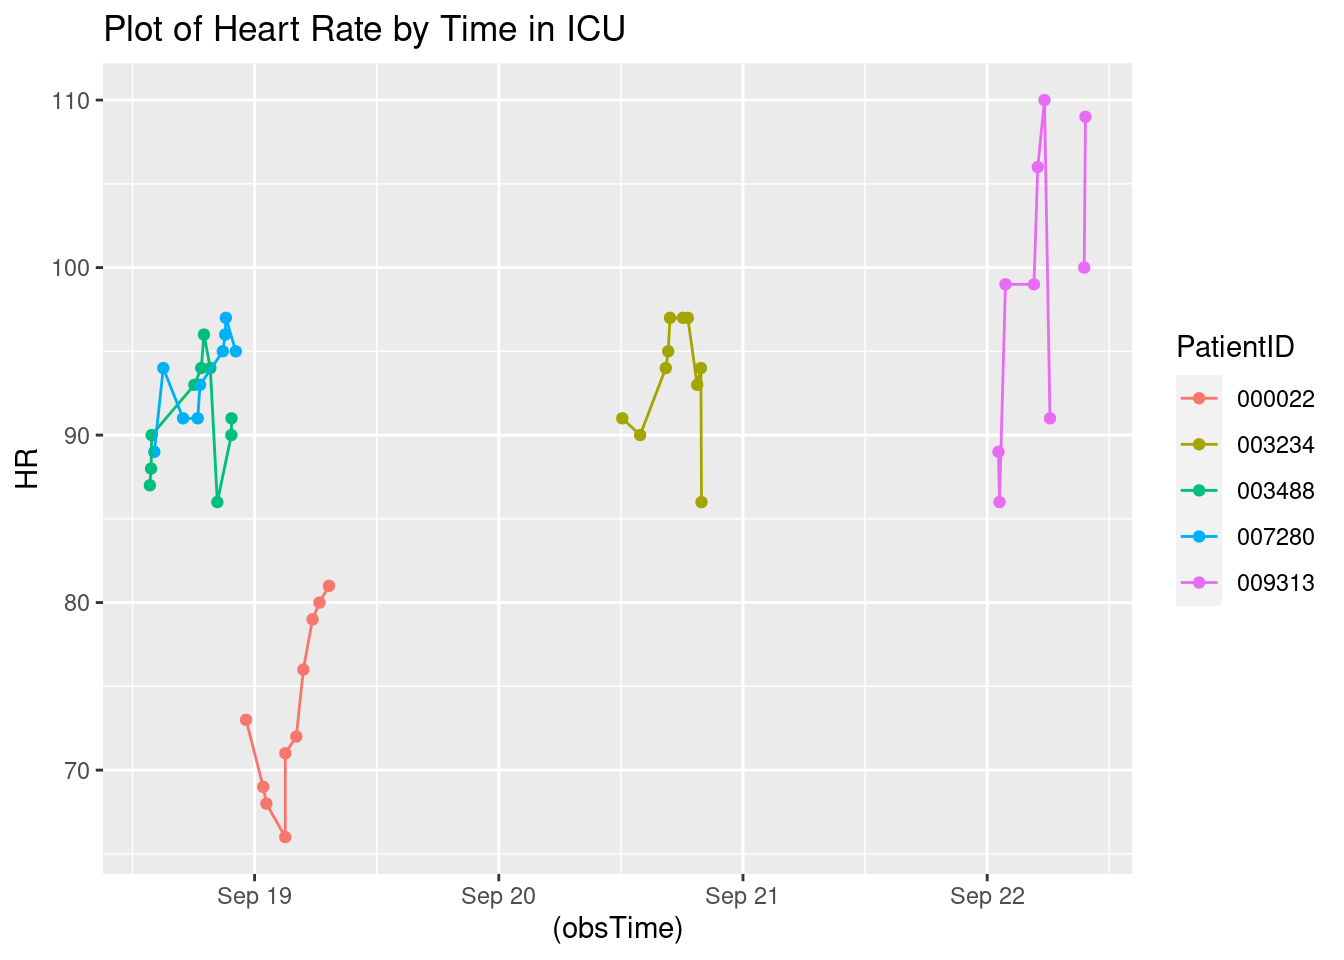 Plot of Heart Rate by Time in ICU
110
100
90
80
70
HR
Sep 19 Sep 20 Sep 21 Sep 22
(obsTime)
PatientID
000022
003234
003488
007280
009313